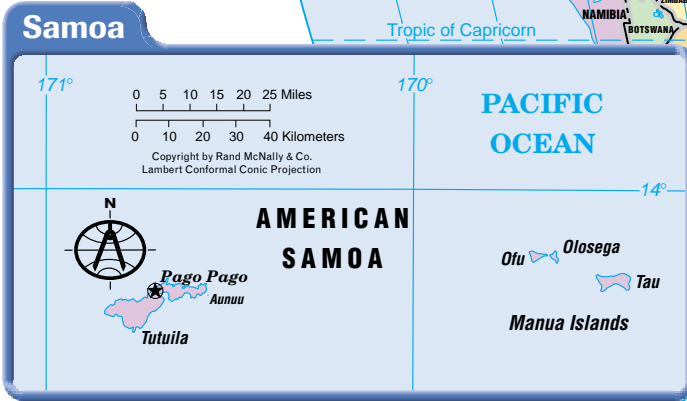 Samoa
Tropic of Capricorn
NAMIBIA
BOTSWANA
171°
170°
0 5 10 15 20 25 Miles
0 10 20 30 40 Kilometers
Copyright by Rand McNally & Co.
Lambert Conformal Conic Projection
PACIFIC
OCEAN
14°
N
AMERICAN
SAMOA
Pago Pago
Aunuu
Tutuila
Ofu
Olosega
Tau
Manua Islands